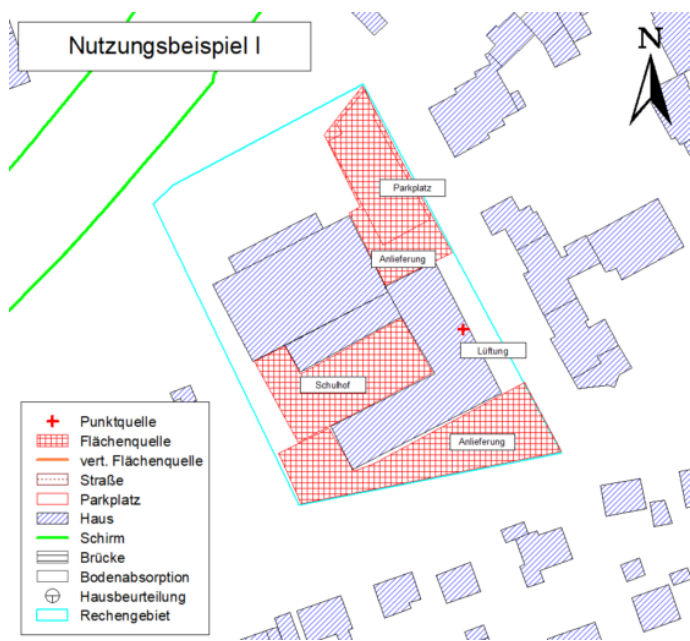 Nutzungsbeispiel I
N
Parkplatz
Anlieferung
Lüftung
Schulhof
Anlieferung
Punktquelle
Flächenquelle
vert. Flächenquelle
Straße
Parkplatz
Haus
Schirm
Brücke
Bodenabsorption
Hausbeurteilung
Rechengebiet